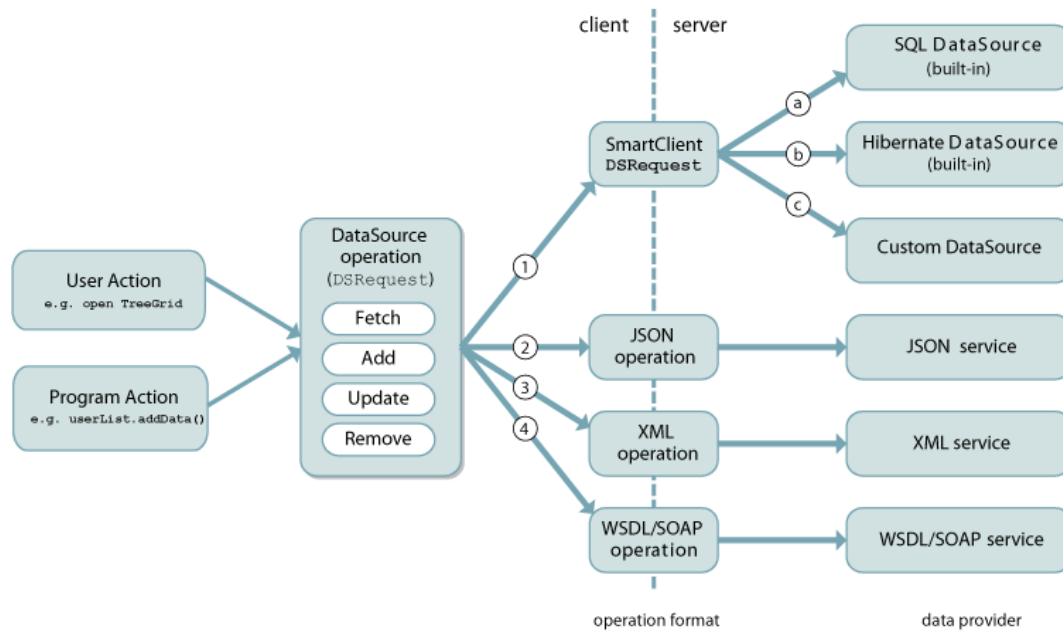 client
server
User Action
e.g. open TreeGrid
Program Action
e.g. userList.addData()
DataSource
operation
(DSRequest)
Fetch
Add
Update
Remove
1
2
3
4
SmartClient
DSRequest
JSON
operation
XML
operation
WSDL/SOAP
operation
operation format
a
b
c
SQL DataSource
(built-in)
Hibernate DataSource
(built-in)
Custom DataSource
JSON service
XML service
WSDL/SOAP service
data provider